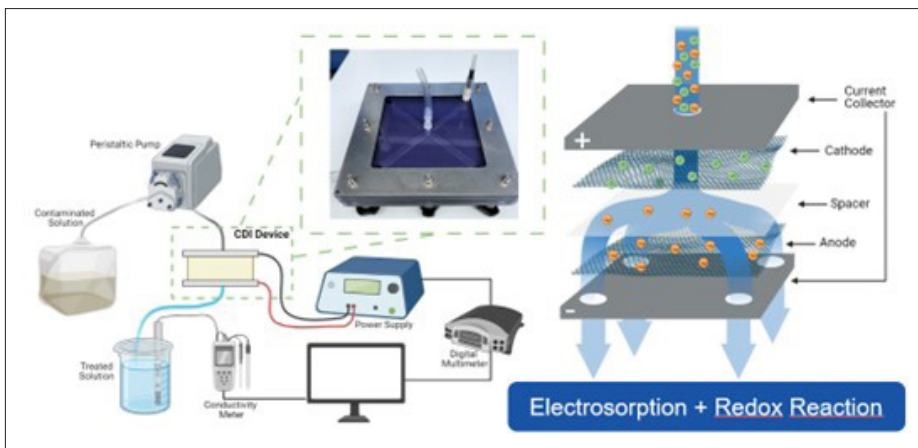 Peristaltic Pump
Contaminated
Solution
CDI Device
Power Supply
Treated
Solution
Conductivity
Meter
Digital
Multimeter
Current
Collector
+
Cathode
Spacer
Anode
-
Electrosorption + Redox Reaction